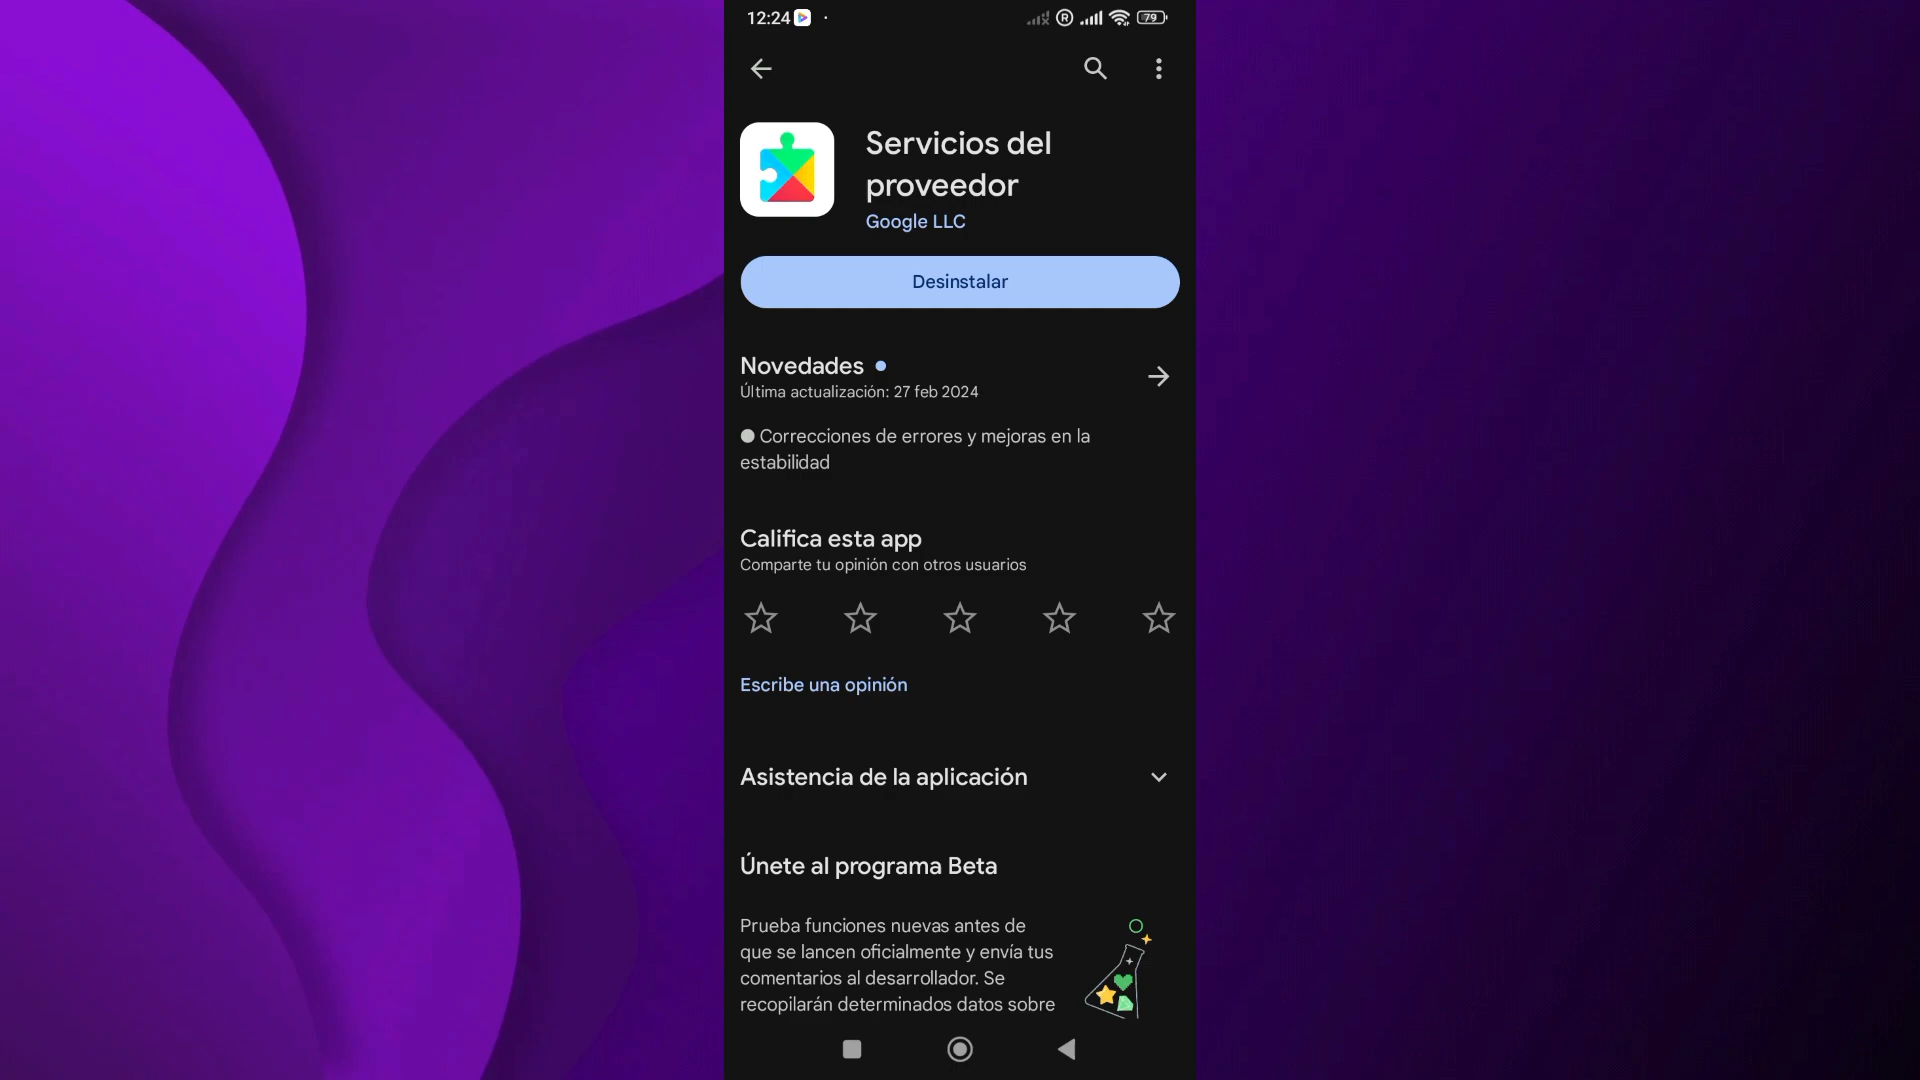 12:24
R
79
Servicios del
proveedor
Google LLC
Desinstalar
Novedades
Última actualización: 27 feb 2024
● Correcciones de errores y mejoras en la
estabilidad
Califica esta app
Comparte tu opinión con otros usuarios
Escribe una opinión
Asistencia de la aplicación
Únete al programa Beta
Prueba funciones nuevas antes de
que se lancen oficialmente y envía tus
comentarios al desarrollador. Se
recopilarán determinados datos sobre